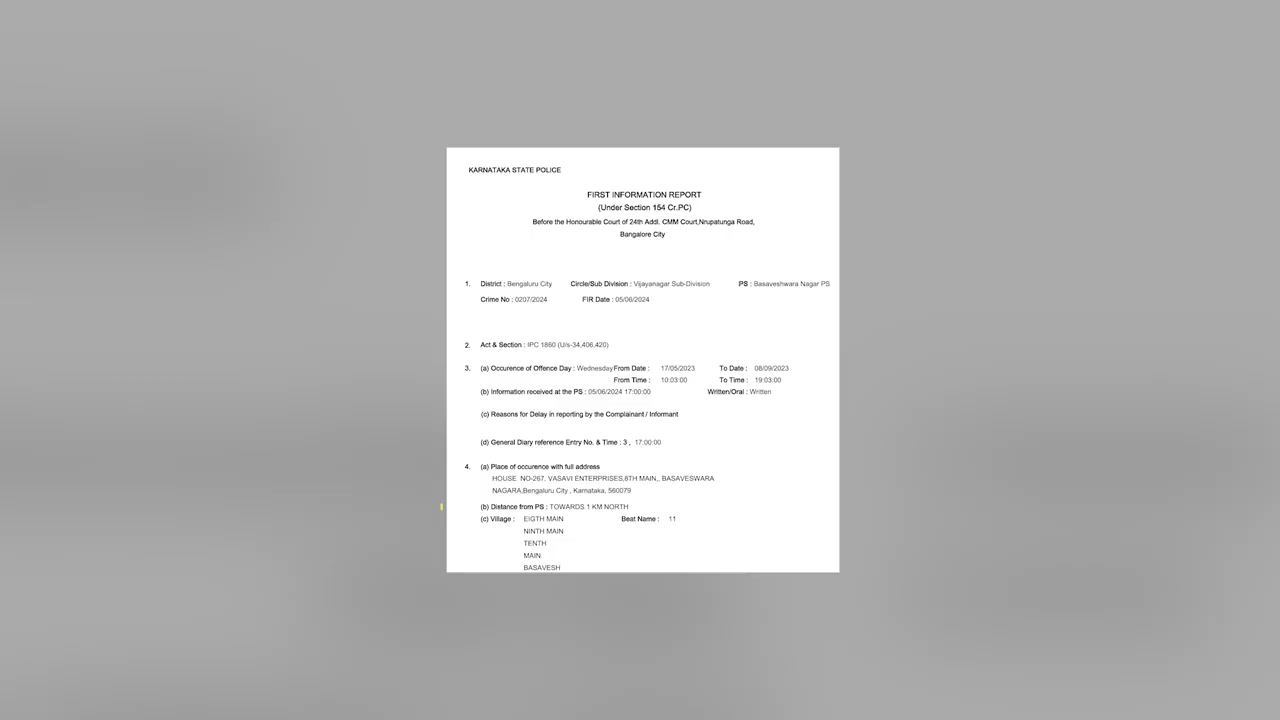 KARNATAKA STATE POLICE
FIRST INFORMATION REPORT
(Under Section 154 Cr.PC)
Before the Honourable Court of 24th Addl. CMM Court,Nrupatunga Road,
Bangalore City
1. District : Bengaluru City Circle/Sub Division : Vijayanagar Sub-Division PS : Basaveshwara Nagar PS
Crime No : 0207/2024 FIR Date : 05/06/2024
2. Act & Section : IPC 1860 (U/s-34,406,420)
3. (a) Occurence of Offence Day : Wednesday From Date : 17/05/2023 To Date : 08/09/2023
From Time : 10:03:00 To Time : 19:03:00
(b) Information received at the PS : 05/06/2024 17:00:00 Written/Oral : Written
(c) Reasons for Delay in reporting by the Complainant / Informant
(d) General Diary reference Entry No. & Time : 3 , 17:00:00
4. (a) Place of occurence with full address
HOUSE NO-267, VASAVI ENTERPRISES,8TH MAIN,, BASAVESWARA
NAGARA,Bengaluru City , Karnataka, 560079
(b) Distance from PS : TOWARDS 1 KM NORTH
(c) Village : EIGTH MAIN Beat Name : 11
NINTH MAIN
TENTH
MAIN
BASAVESH